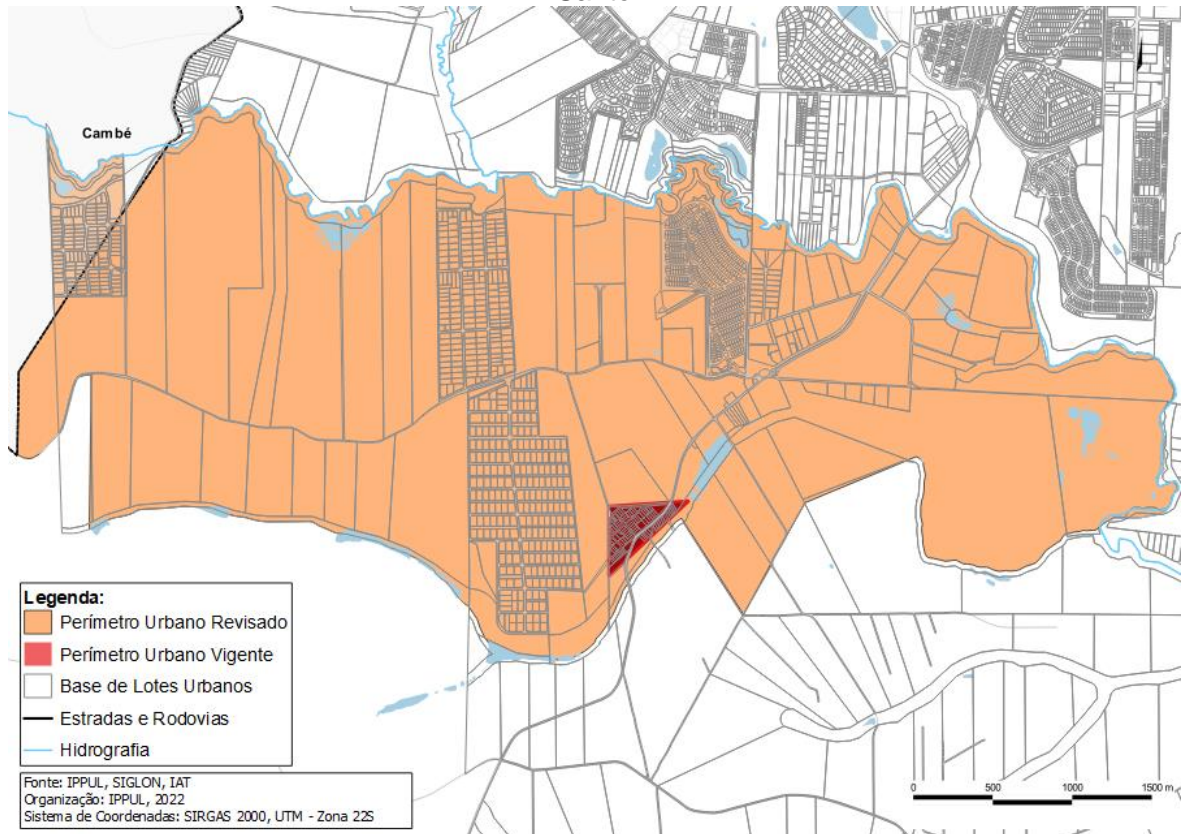 Cambé
Legenda:
Perímetro Urbano Revisado
Perímetro Urbano Vigente
Base de Lotes Urbanos
Estradas e Rodovias
Hidrografia
Fonte: IPPUL, SIGLON, IAT
Organização: IPPUL, 2022
Sistema de Coordenadas: SIRGAS 2000, UTM - Zona 22S
0 500 1000 1500 m